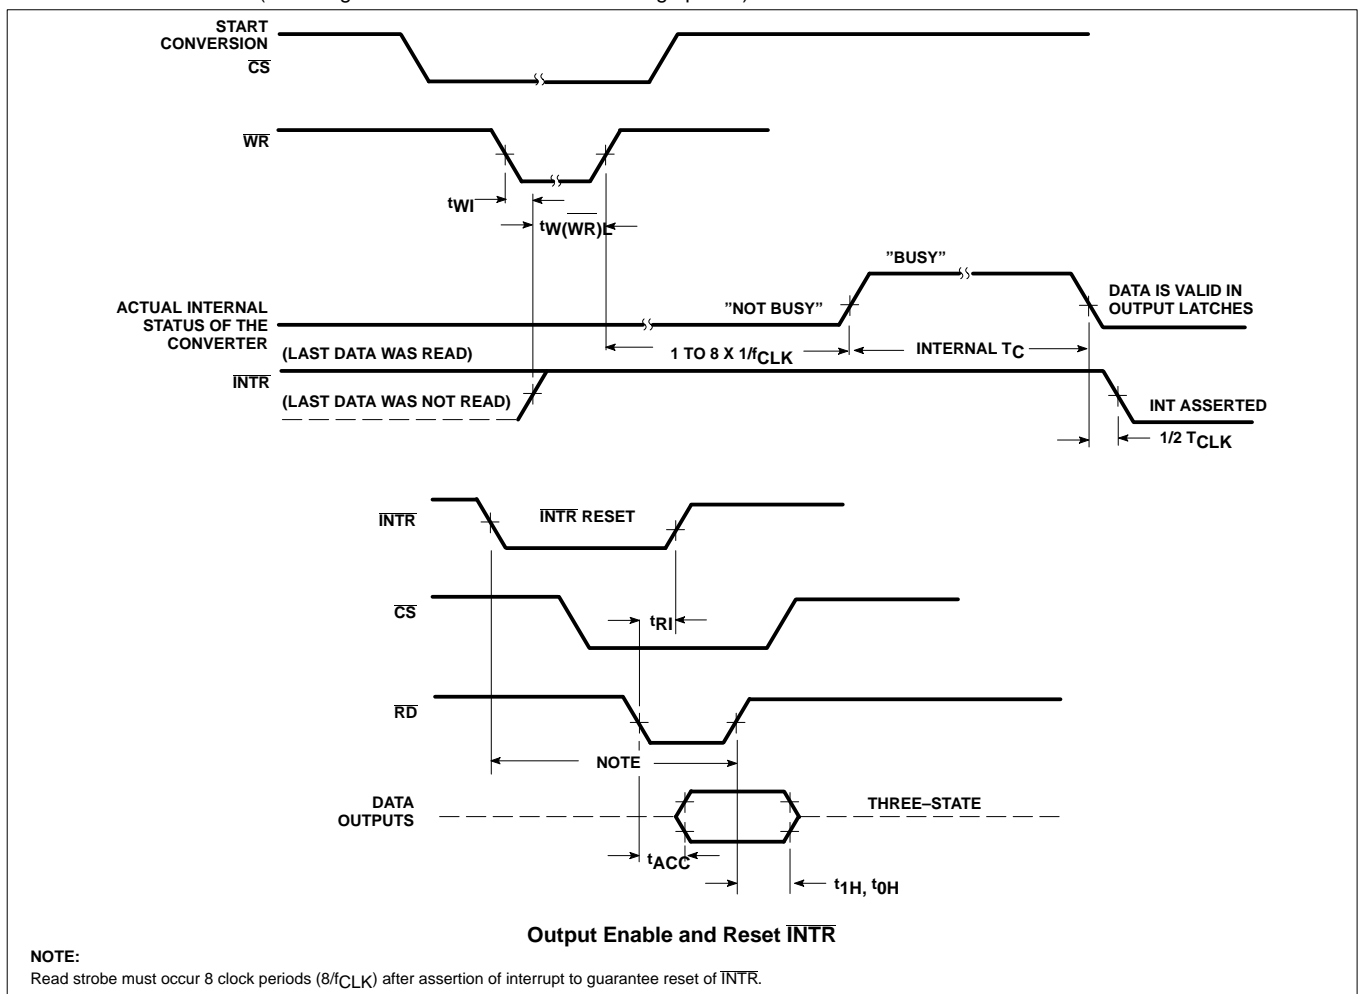 START
CONVERSION
CS
WR
tWI
tW(WR)L
"BUSY"
ACTUAL INTERNAL
STATUS OF THE
CONVERTER
”NOT BUSY”
DATA IS VALID IN
OUTPUT LATCHES
(LAST DATA WAS READ)
1 TO 8 X 1/fCLK
INTERNAL TC
INTR
(LAST DATA WAS NOT READ)
INT ASSERTED
1/2 TCLK
INTR
INTR RESET
CS
tRI
RD
NOTE
DATA
OUTPUTS
THREE–STATE
tACC
t1H, t0H
Output Enable and Reset INTR
NOTE:
Read strobe must occur 8 clock periods (8/fCLK) after assertion of interrupt to guarantee reset of INTR.